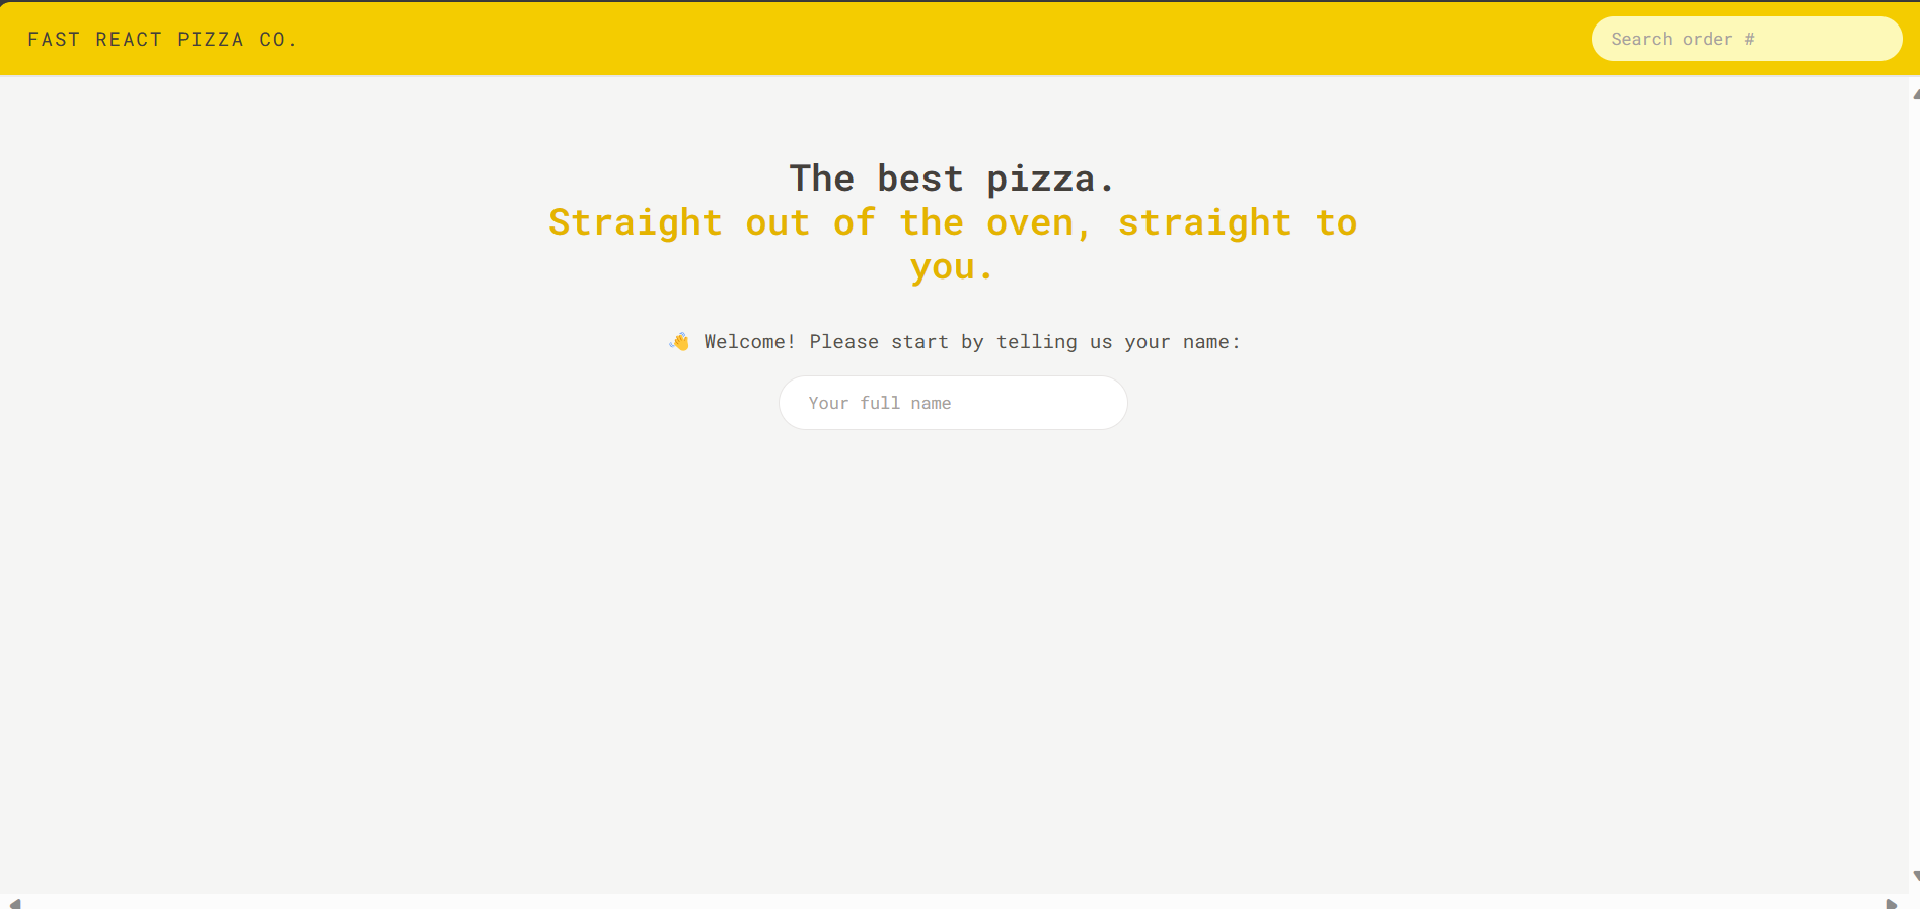 FAST REACT PIZZA CO.
Search order #
The best pizza.
Straight out of the oven, straight to
you.
👋 Welcome! Please start by telling us your name:
Your full name